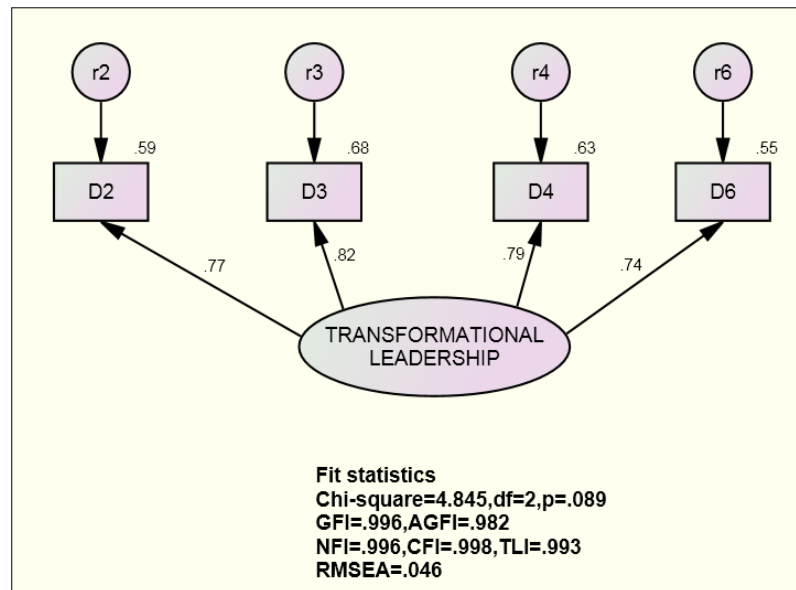 r2
r3
r4
r6
.59
.68
.63
.55
D2
D3
D4
D6
.77
.82
.79
.74
TRANSFORMATIONAL
LEADERSHIP
Fit statistics
Chi-square=4.845,df=2,p=.089
GFI=.996,AGFI=.982
NFI=.996,CFI=.998,TLI=.993
RMSEA=.046